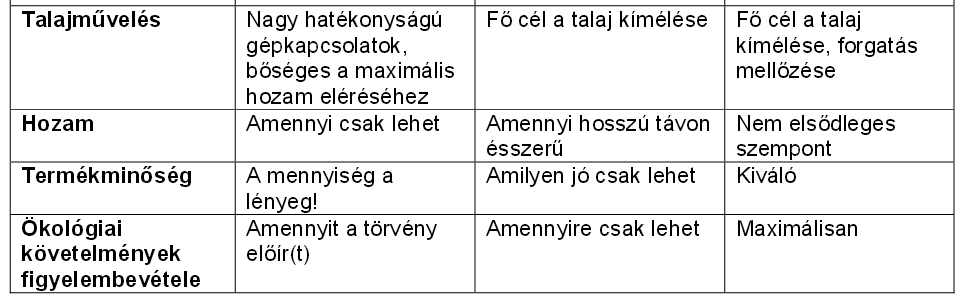 Talajművelés
Nagy hatékonyságú
gépkapcsolatok,
bőséges a maximális
hozam eléréséhez
Fő cél a talaj kímélése
Fő cél a talaj
kímélése, forgatás
mellőzése
Hozam
Amennyi csak lehet
Amennyi hosszú távon
ésszerű
Nem elsődleges
szempont
Termékminőség
A mennyiség a
lényeg!
Amilyen jó csak lehet
Kiváló
Ökológiai
követelmények
figyelembevétele
Amennyit a törvény
előír(t)
Amennyire csak lehet
Maximálisan